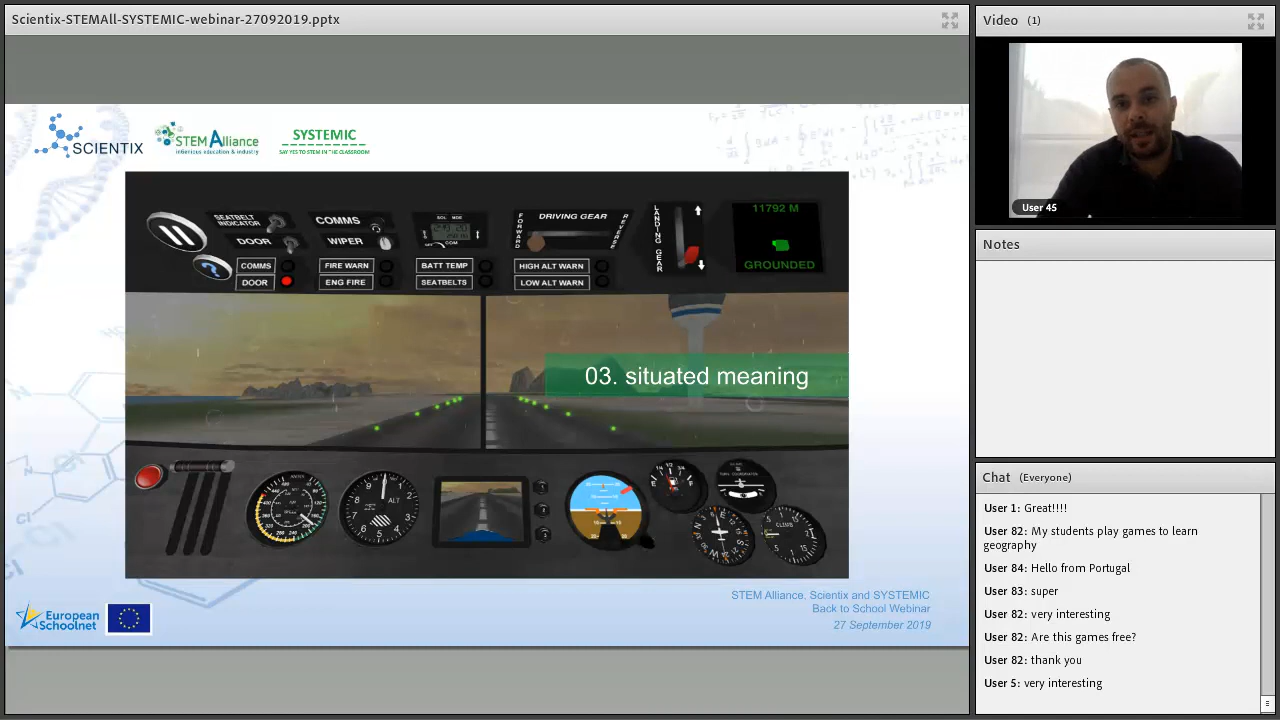 Scientix-STEMAll-SYSTEMIC-webinar-27092019.pptx
SCIENTIX
STEM Alliance
inGenious education & industry
SYSTEMIC
SAY YES TO STEM IN THE CLASSROOM
SEATBELT
INDICATOR
DOOR
COMMS
WIPER
COM
FORWARD
DRIVING GEAR
REVERSE
LANDING GEAR
11792 M
GROUNDED
COMMS
DOOR
FIRE WARN
ENG FIRE
BATT TEMP
SEATBELTS
HIGH ALT WARN
LOW ALT WARN
03. situated meaning
ALT
CLIMB
STEM Alliance, Scientix and SYSTEMIC
Back to School Webinar
27 September 2019
European
Schoolnet
Video (1)
User 45
Notes
Chat (Everyone)
User 1: Great!!!!
User 82: My students play games to learn
geography
User 84: Hello from Portugal
User 83: super
User 82: very interesting
User 82: Are this games free?
User 82: thank you
User 5: very interesting